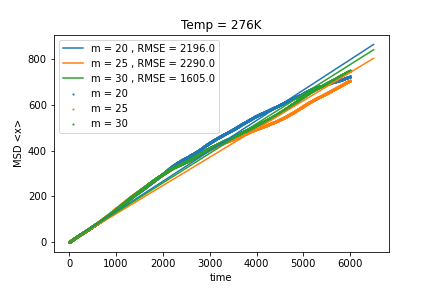 Temp = 276K
m = 20 , RMSE = 2196.0
m = 25 , RMSE = 2290.0
m = 30 , RMSE = 1605.0
m = 20
m = 25
m = 30
MSD <x>
800
600
400
200
0
0 1000 2000 3000 4000 5000 6000
time